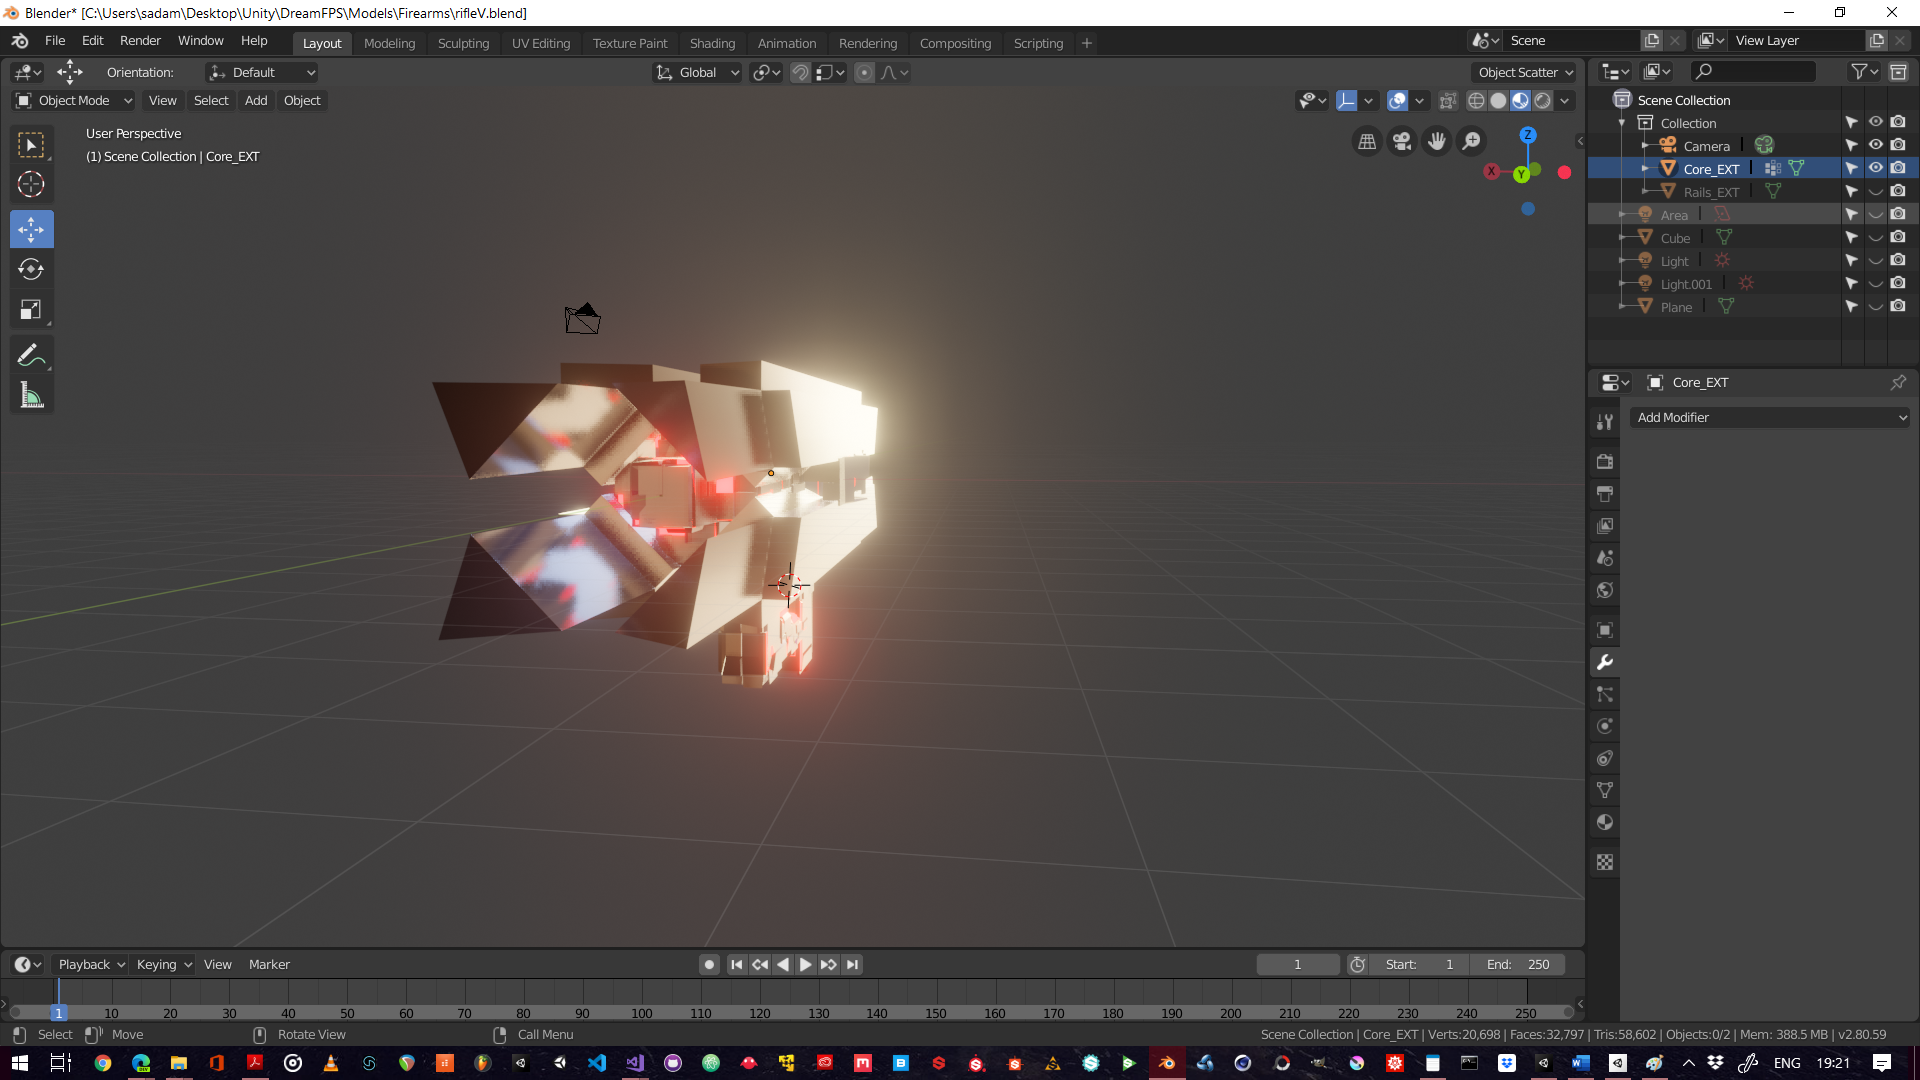 Blender* [C:\Users\sadam\Desktop\Unity\DreamFPS\Models\Firearms\rifleV.blend]
File Edit Render Window Help Layout Modeling Sculpting UV Editing Texture Paint Shading Animation Rendering Compositing Scripting + Scene View Layer
Orientation: Default Global Object Scatter
Object Mode View Select Add Object
User Perspective
(1) Scene Collection | Core_EXT
Z
X
Y
Scene Collection
Collection
Camera
Core_EXT
Rails_EXT
Area
Cube
Light
Light.001
Plane
Core_EXT
Add Modifier
Playback Keying View Marker 1 Start: 1 End: 250
1 10 20 30 40 50 60 70 80 90 100 110 120 130 140 150 160 170 180 190 200 210 220 230 240 250
Select Move Rotate View Call Menu Scene Collection | Core_EXT | Verts:20,698 | Faces:32,797 | Tris:58,602 | Objects:0/2 | Mem: 388.5 MB | v2.80.59
ENG 19:21